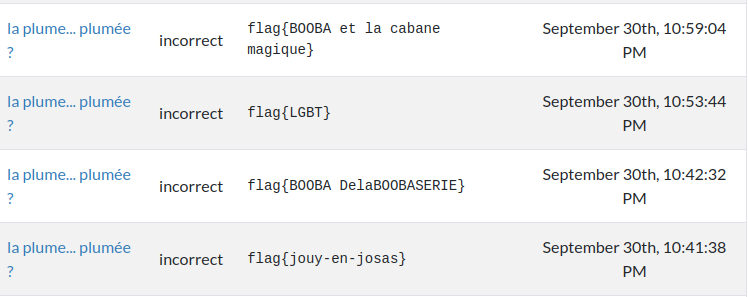 la plume... plumée incorrect flag{BOOBA et la cabane September 30th, 10:59:04
? magique} PM
la plume... plumée incorrect flag{LGBT} September 30th, 10:53:44
? PM
la plume... plumée incorrect flag{BOOBA DelaBOOBASERIE} September 30th, 10:42:32
? PM
la plume... plumée incorrect flag{jouy-en-josas} September 30th, 10:41:38
? PM